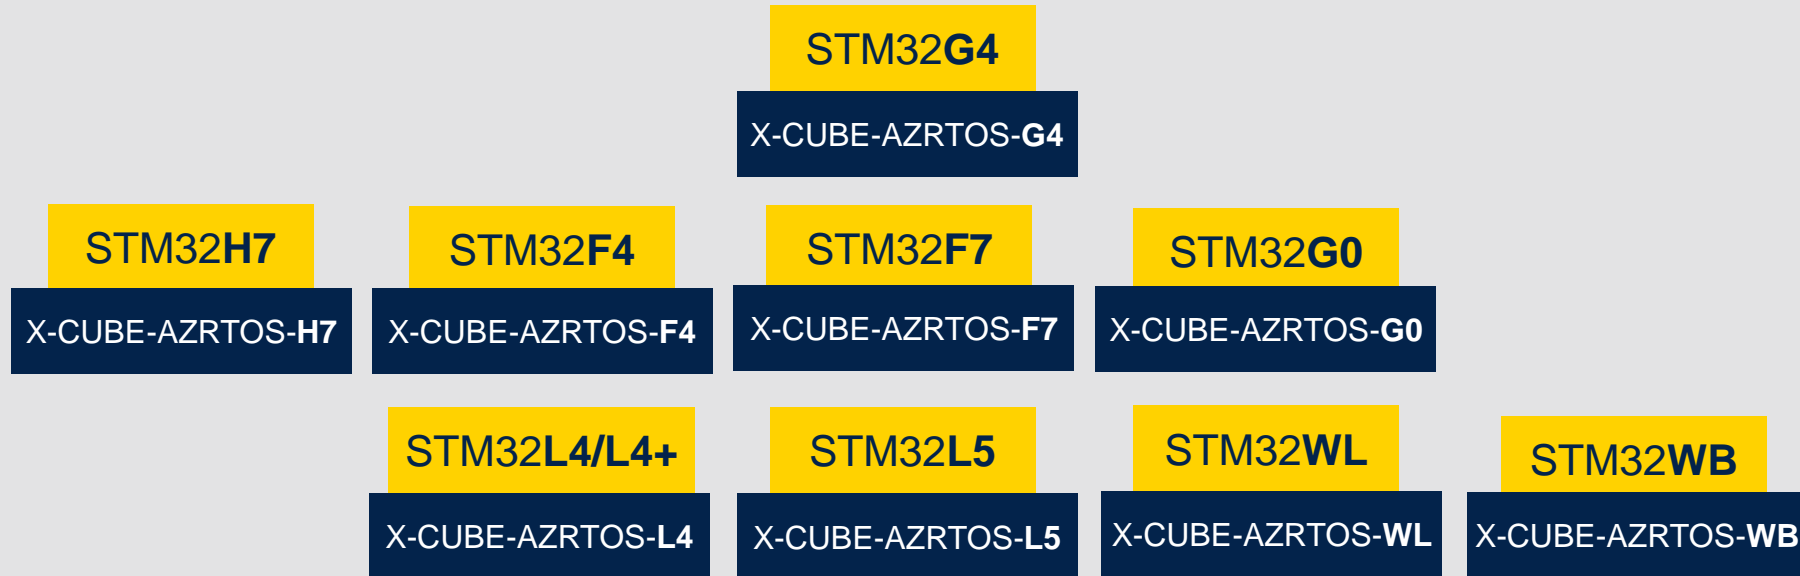 STM32G4
X-CUBE-AZRTOS-G4
STM32H7
X-CUBE-AZRTOS-H7
STM32F4
X-CUBE-AZRTOS-F4
STM32F7
X-CUBE-AZRTOS-F7
STM32G0
X-CUBE-AZRTOS-G0
STM32L4/L4+
X-CUBE-AZRTOS-L4
STM32L5
X-CUBE-AZRTOS-L5
STM32WL
X-CUBE-AZRTOS-WL
STM32WB
X-CUBE-AZRTOS-WB